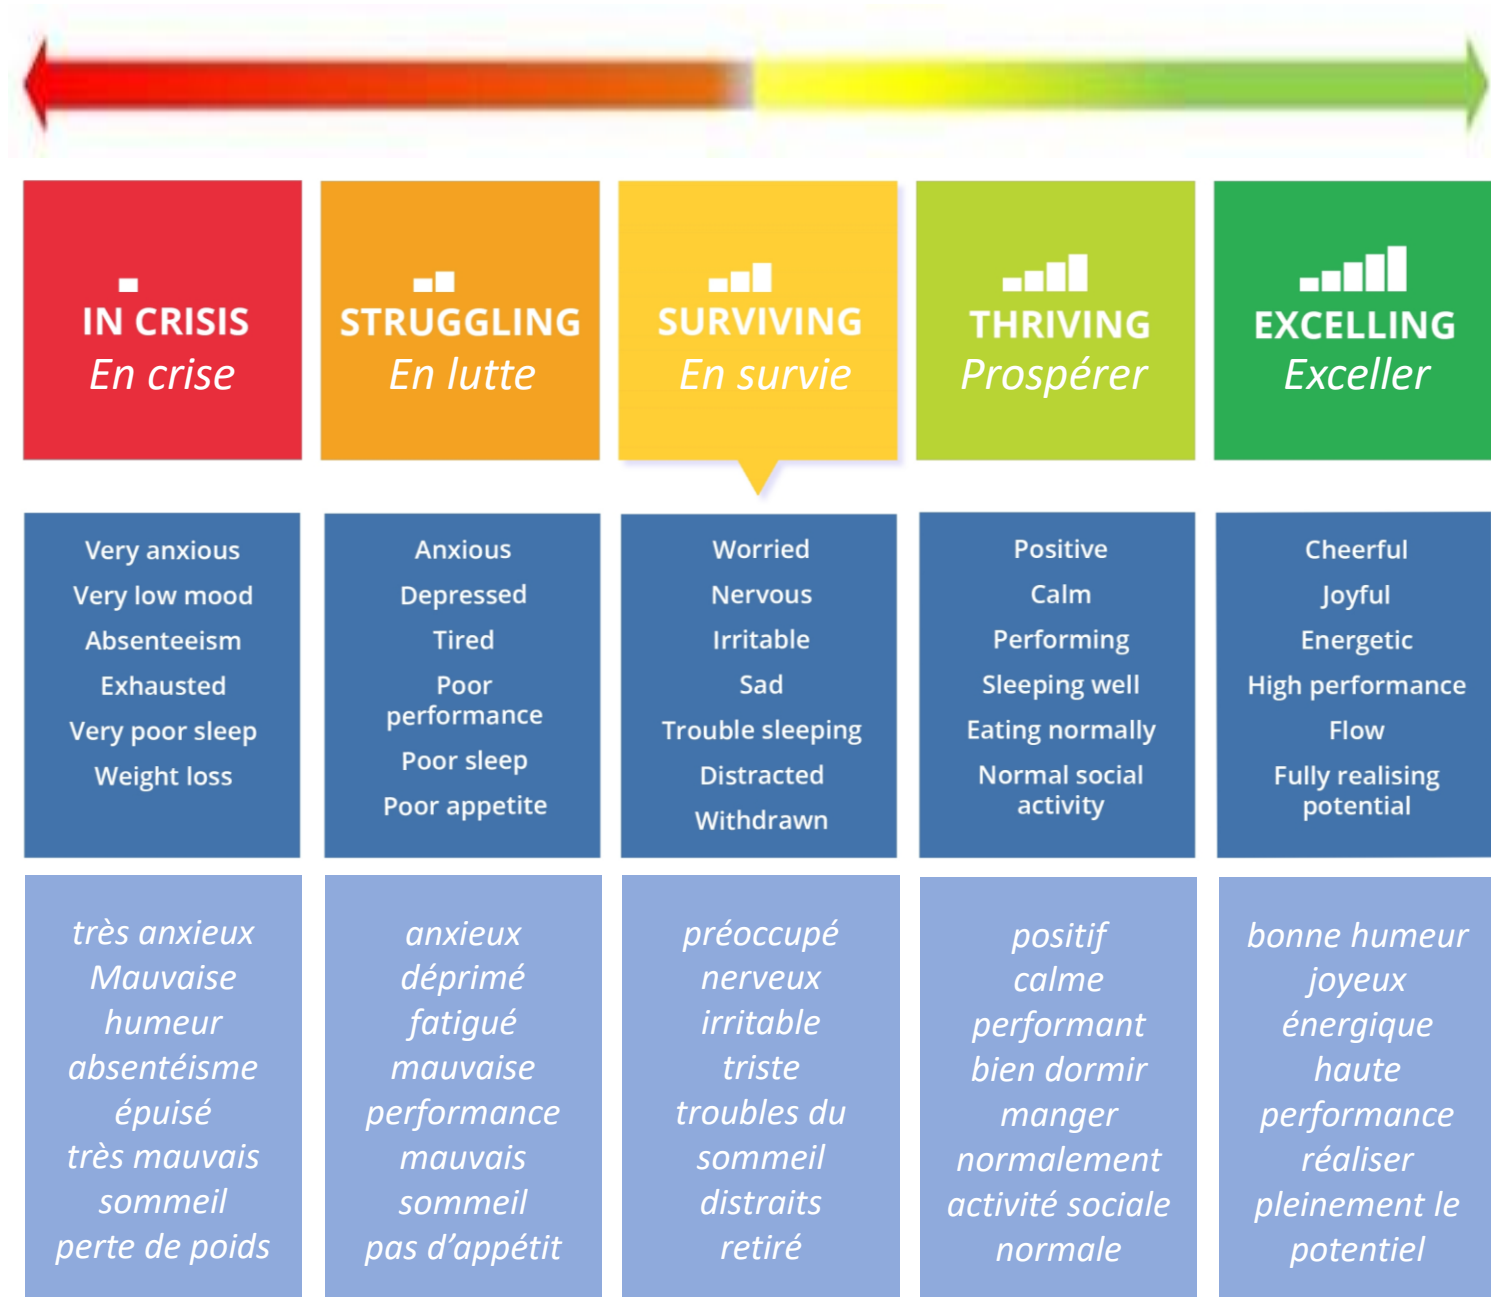 IN CRISIS
En crise
STRUGGLING
En lutte
SURVIVING
En survie
THRIVING
Prospérer
EXCELLING
Exceller
Very anxious
Very low mood
Absenteeism
Exhausted
Very poor sleep
Weight loss
Anxious
Depressed
Tired
Poor
performance
Poor sleep
Poor appetite
Worried
Nervous
Irritable
Sad
Trouble sleeping
Distracted
Withdrawn
Positive
Calm
Performing
Sleeping well
Eating normally
Normal social
activity
Cheerful
Joyful
Energetic
High performance
Flow
Fully realising
potential
très anxieux
Mauvaise
humeur
absentéisme
épuisé
très mauvais
sommeil
perte de poids
anxieux
déprimé
fatigué
mauvaise
performance
mauvais
sommeil
pas d’appétit
préoccupé
nerveux
irritable
triste
troubles du
sommeil
distraits
retiré
positif
calme
performant
bien dormir
manger
normalement
activité sociale
normale
bonne humeur
joyeux
énergique
haute
performance
réaliser
pleinement le
potentiel